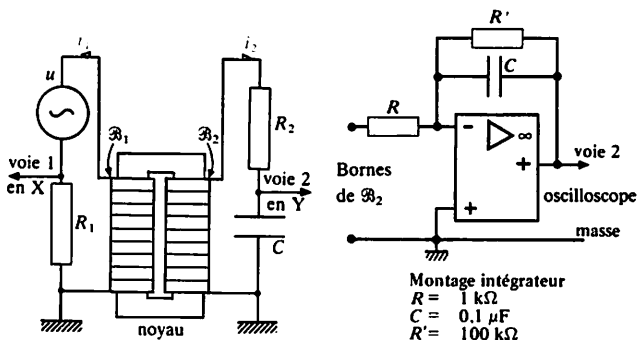 i₁
i₂
u
ℬ₁
ℬ₂
R₂
voie 1
en X
voie 2
en Y
R₁
C
noyau
R'
C
R
- ▷ ∞
+
+
voie 2
oscilloscope
Bornes
de ℬ₂
masse
Montage intégrateur
R = 1 kΩ
C = 0,1 µF
R' = 100 kΩ